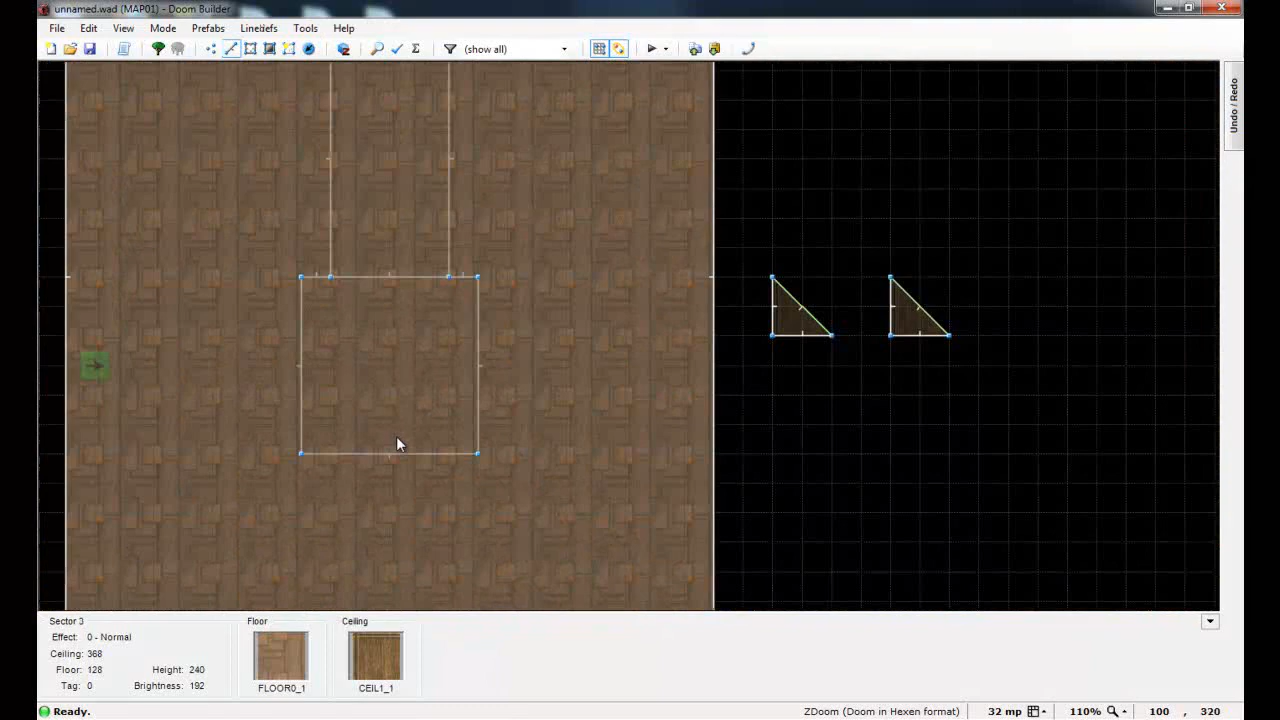 unnamed.wad (MAP01) - Doom Builder
File Edit View Mode Prefabs Linedefs Tools Help
(show all)
Undo / Redo
Sector 3
Effect: 0 - Normal
Ceiling: 368
Floor: 128 Height: 240
Tag: 0 Brightness: 192
Floor
FLOOR0_1
Ceiling
CEIL1_1
Ready. ZDoom (Doom in Hexen format) 32 mp 110% 100 , 320